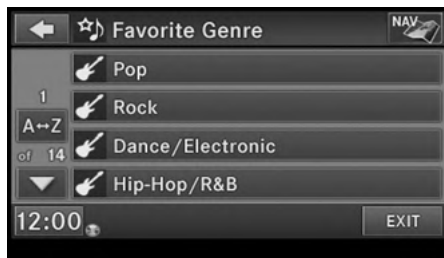 Favorite Genre
NAV
Pop
1
Rock
A↔Z
Dance/Electronic
of 14
Hip-Hop/R&B
12:00
EXIT